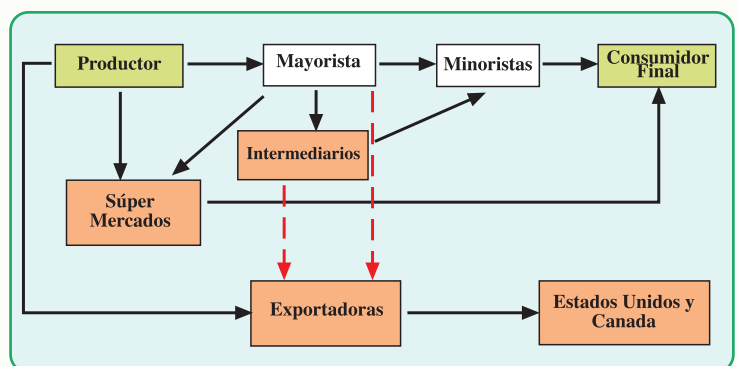 Productor
Mayorista
Minoristas
Consumidor
Final
Intermediarios
Súper
Mercados
Exportadoras
Estados Unidos y
Canada